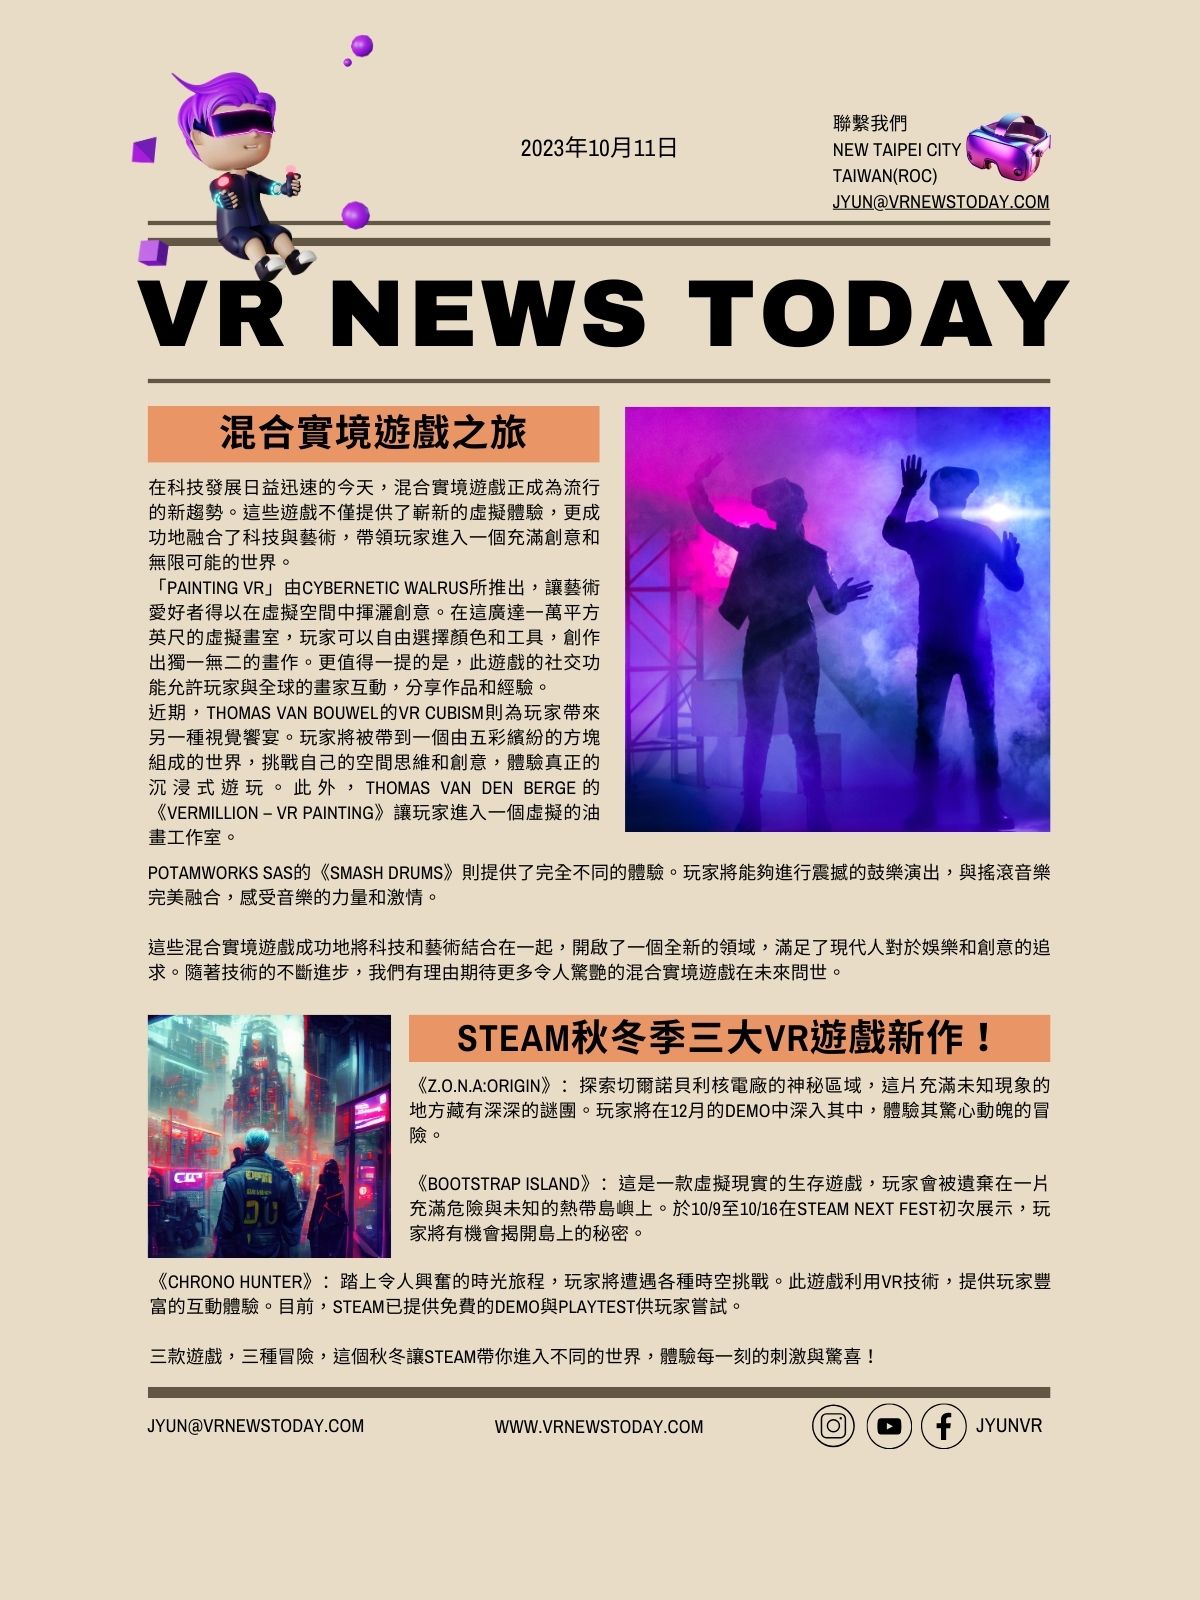 2023年10月11日
聯繫我們
NEW TAIPEI CITY
TAIWAN(ROC)
JYUN@VRNEWSTODAY.COM
VR NEWS TODAY
混合實境遊戲之旅
在科技發展日益迅速的今天，混合實境遊戲正成為流行
的新趨勢。這些遊戲不僅提供了嶄新的虛擬體驗，更成
功地融合了科技與藝術，帶領玩家進入一個充滿創意和
無限可能的世界。
「PAINTING VR」由CYBERNETIC WALRUS所推出，讓藝術
愛好者得以在虛擬空間中揮灑創意。在這廣達一萬平方
英尺的虛擬畫室，玩家可以自由選擇顏色和工具，創作
出獨一無二的畫作。更值得一提的是，此遊戲的社交功
能允許玩家與全球的畫家互動，分享作品和經驗。
近期，THOMAS VAN BOUWEL的VR CUBISM則為玩家帶來
另一種視覺饗宴。玩家將被帶到一個由五彩繽紛的方塊
組成的世界，挑戰自己的空間思維和創意，體驗真正的
沉浸式遊玩。此外，THOMAS VAN DEN BERGE的
《VERMILLION – VR PAINTING》讓玩家進入一個虛擬的油
畫工作室。
POTAMWORKS SAS的《SMASH DRUMS》則提供了完全不同的體驗。玩家將能夠進行震撼的鼓樂演出，與搖滾音樂
完美融合，感受音樂的力量和激情。
這些混合實境遊戲成功地將科技和藝術結合在一起，開啟了一個全新的領域，滿足了現代人對於娛樂和創意的追
求。隨著技術的不斷進步，我們有理由期待更多令人驚艷的混合實境遊戲在未來問世。
STEAM秋冬季三大VR遊戲新作！
《Z.O.N.A:ORIGIN》： 探索切爾諾貝利核電廠的神秘區域，這片充滿未知現象的
地方藏有深深的謎團。玩家將在12月的DEMO中深入其中，體驗其驚心動魄的冒
險。
《BOOTSTRAP ISLAND》： 這是一款虛擬現實的生存遊戲，玩家會被遺棄在一片
充滿危險與未知的熱帶島嶼上。於10/9至10/16在STEAM NEXT FEST初次展示，玩
家將有機會揭開島上的秘密。
《CHRONO HUNTER》： 踏上令人興奮的時光旅程，玩家將遭遇各種時空挑戰。此遊戲利用VR技術，提供玩家豐
富的互動體驗。目前，STEAM已提供免費的DEMO與PLAYTEST供玩家嘗試。
三款遊戲，三種冒險，這個秋冬讓STEAM帶你進入不同的世界，體驗每一刻的刺激與驚喜！
JYUN@VRNEWSTODAY.COM
WWW.VRNEWSTODAY.COM
JYUNVR